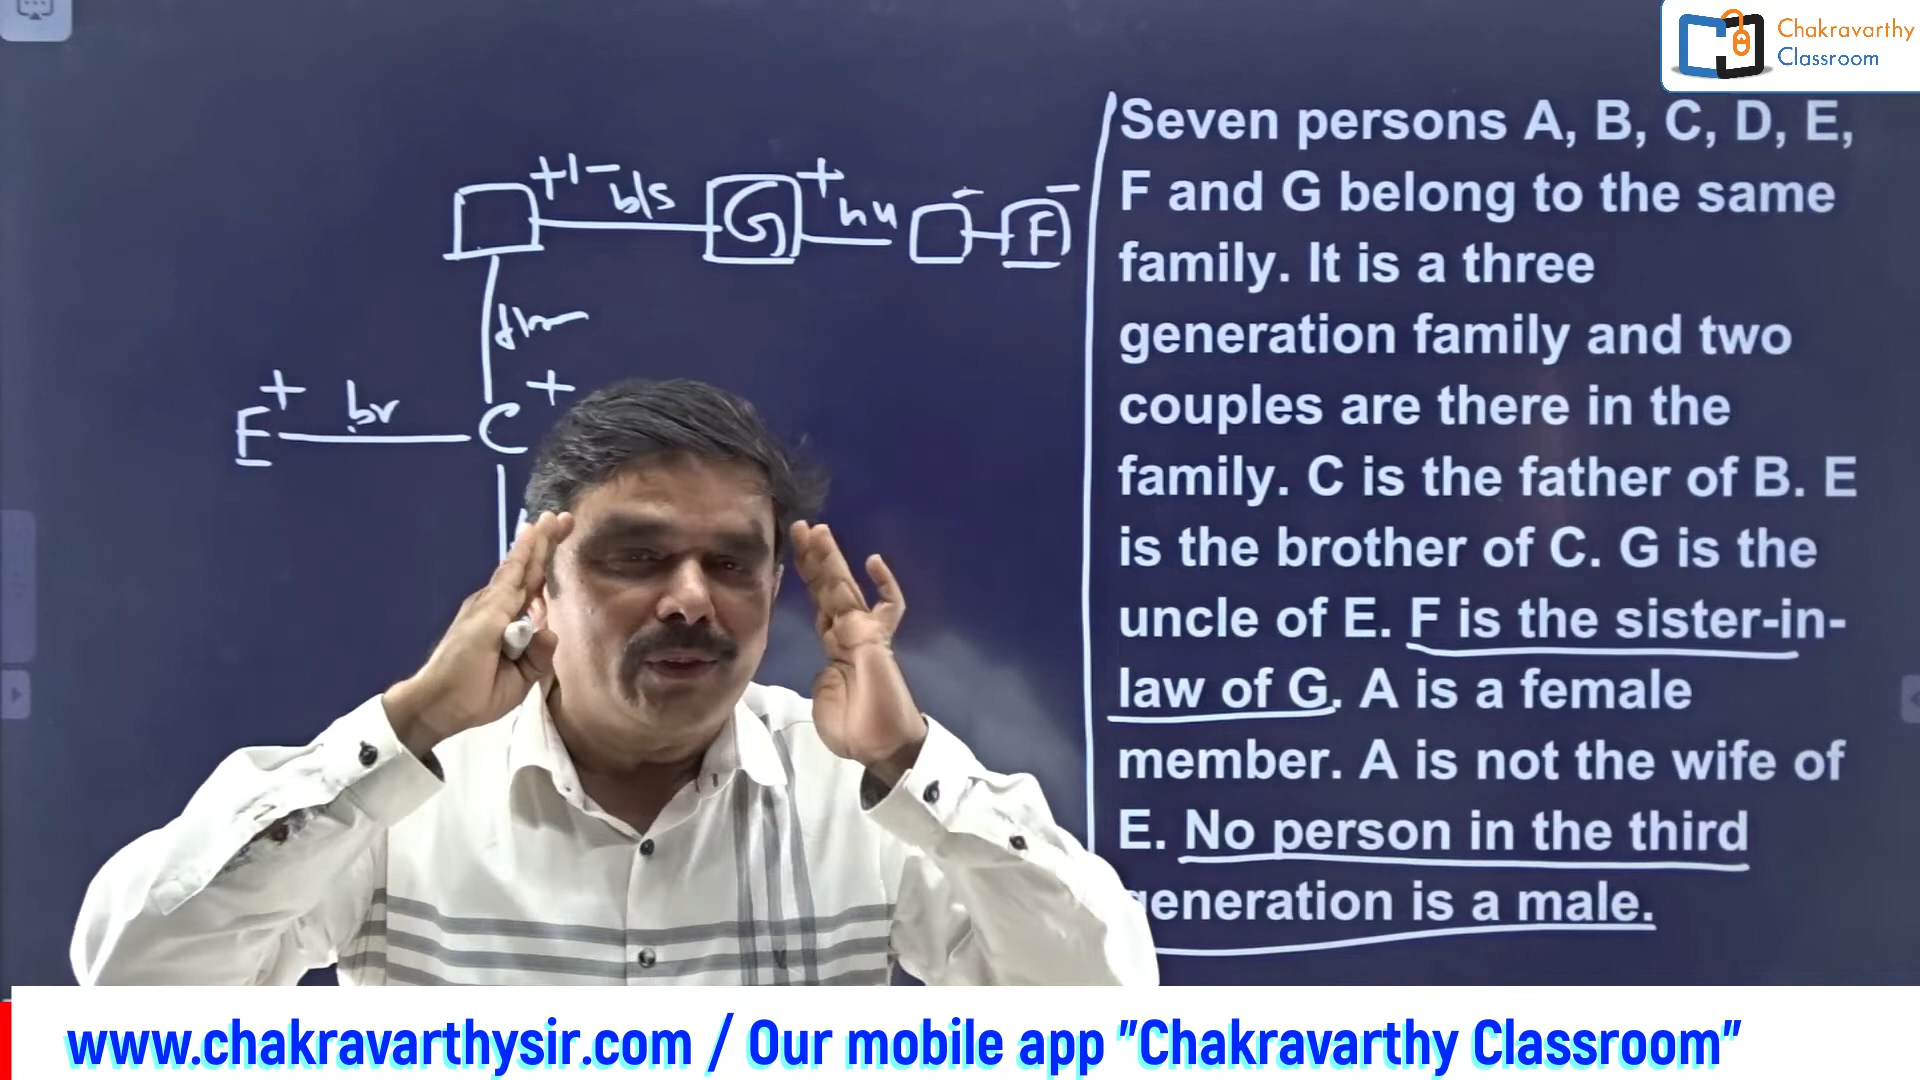 Chakravarthy
Classroom
Seven persons A, B, C, D, E,
F and G belong to the same
family. It is a three
generation family and two
couples are there in the
family. C is the father of B. E
is the brother of C. G is the
uncle of E. F is the sister-in-
law of G. A is a female
member. A is not the wife of
E. No person in the third
generation is a male.
+1- b/s G + hu - F -
E + br C +
www.chakravarthysir.com / Our mobile app "Chakravarthy Classroom"